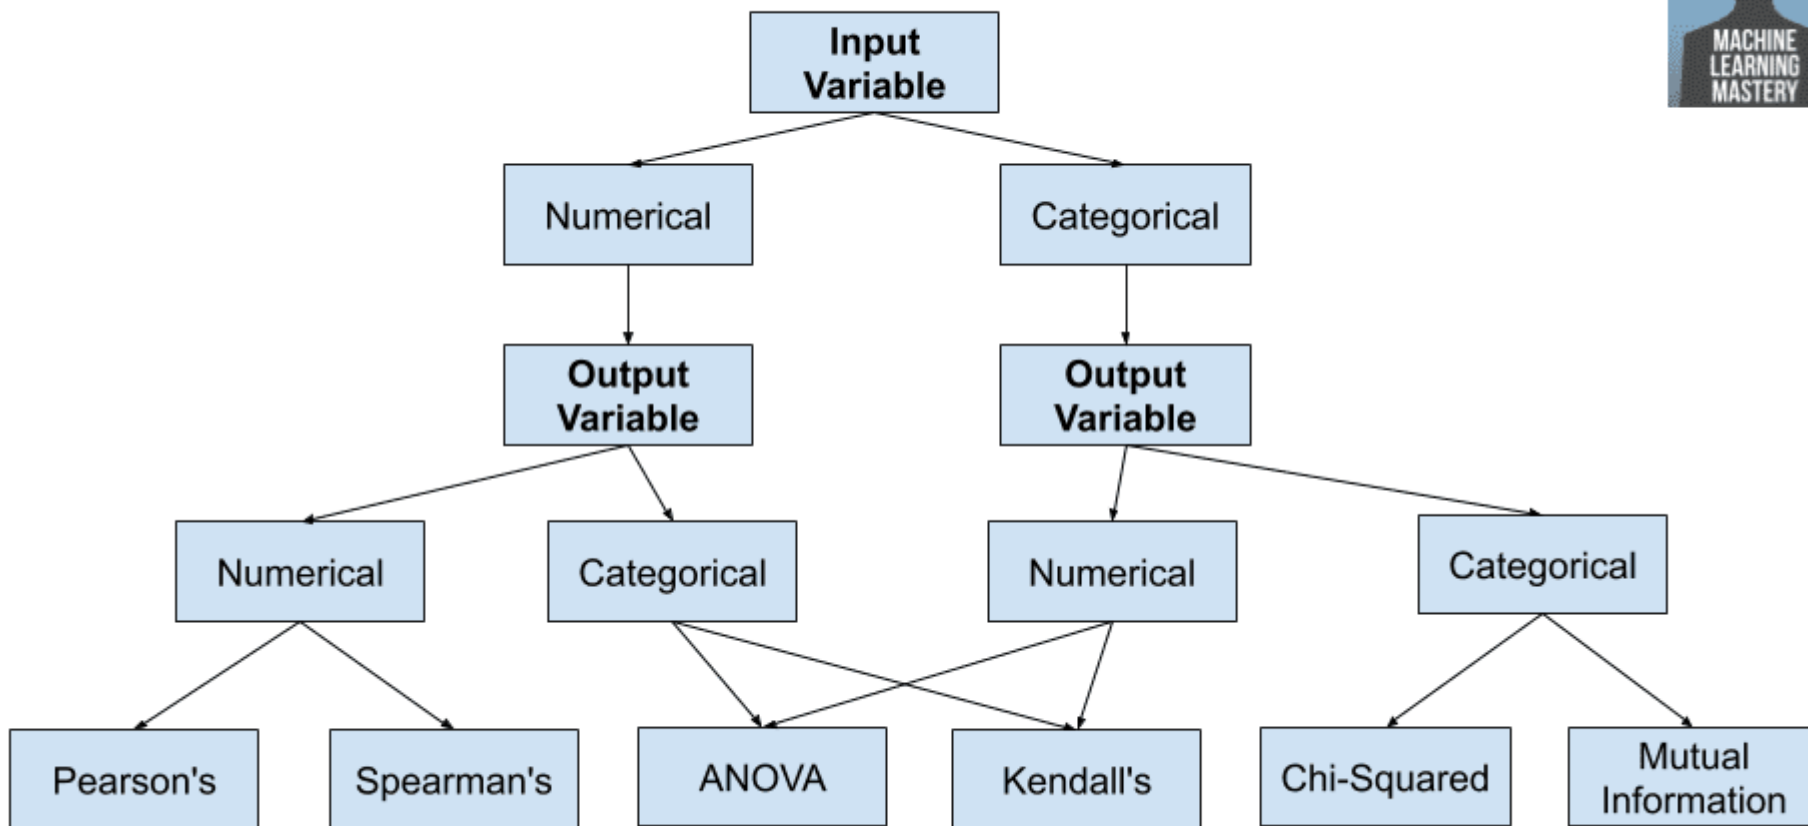 Input
Variable
MACHINE
LEARNING
MASTERY
Numerical
Categorical
Output
Variable
Output
Variable
Numerical
Categorical
Numerical
Categorical
Pearson's
Spearman's
ANOVA
Kendall's
Chi-Squared
Mutual
Information